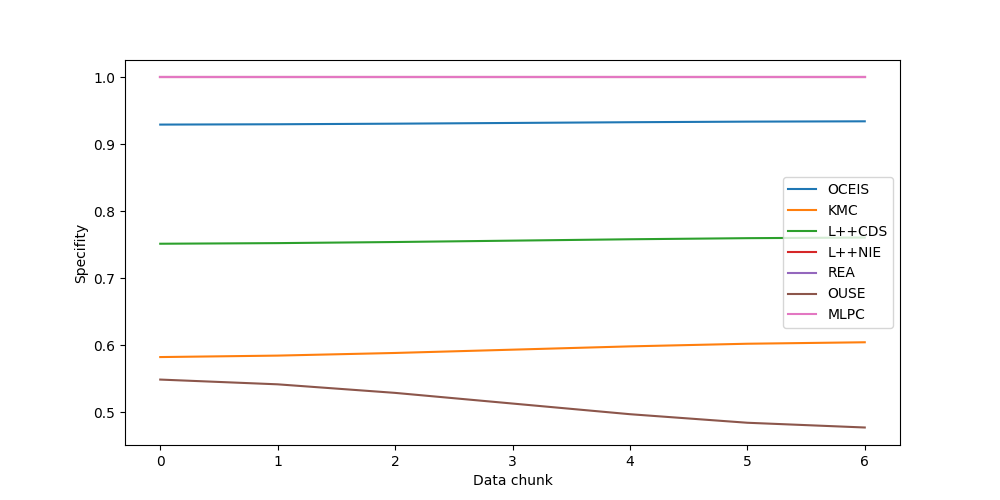 1.0
0.9
0.8
0.7
0.6
0.5
Specifity
0 1 2 3 4 5 6
Data chunk
OCEIS
KMC
L++CDS
L++NIE
REA
OUSE
MLPC